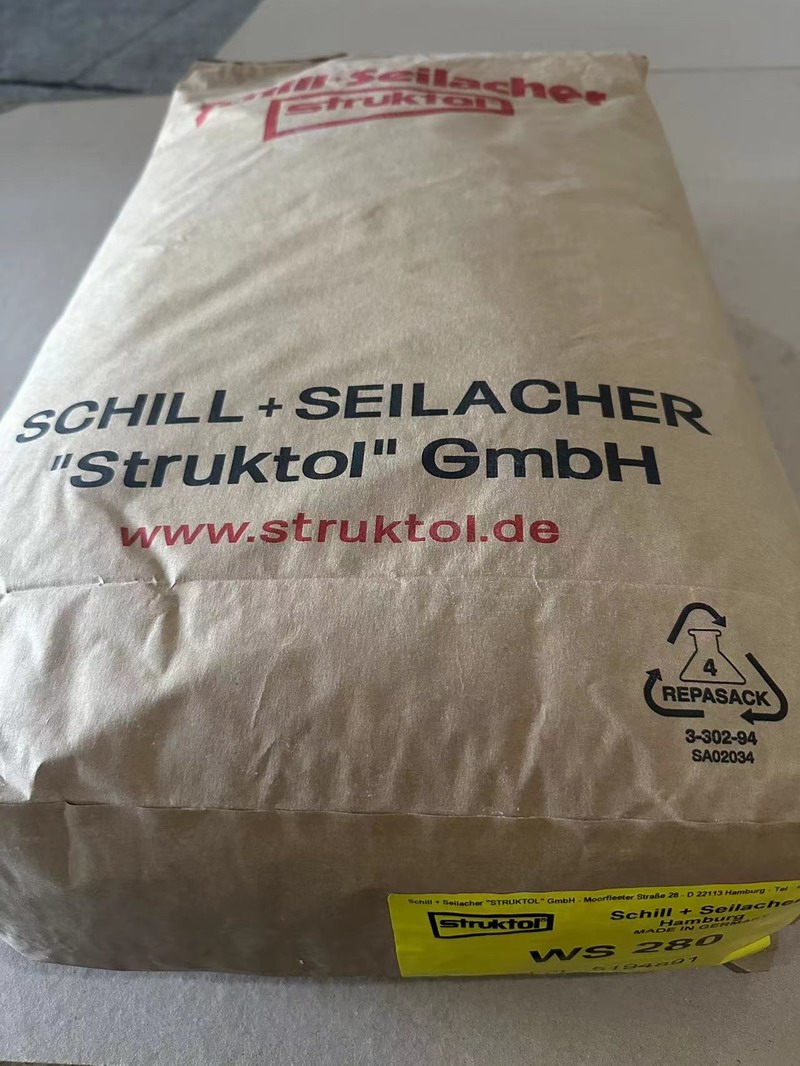 Seilacher
struktol
SCHILL + SEILACHER
"Struktol" GmbH
www.struktol.de
4
REPASACK
3-302-94
SA02034
Schill + Seilacher "STRUKTOL" GmbH - Moorfleeter Straße 28 - D 22113 Hamburg - Tel
struktol
Schill + Seilacher
Hamburg
MADE IN GERMANY
WS 280
5194891